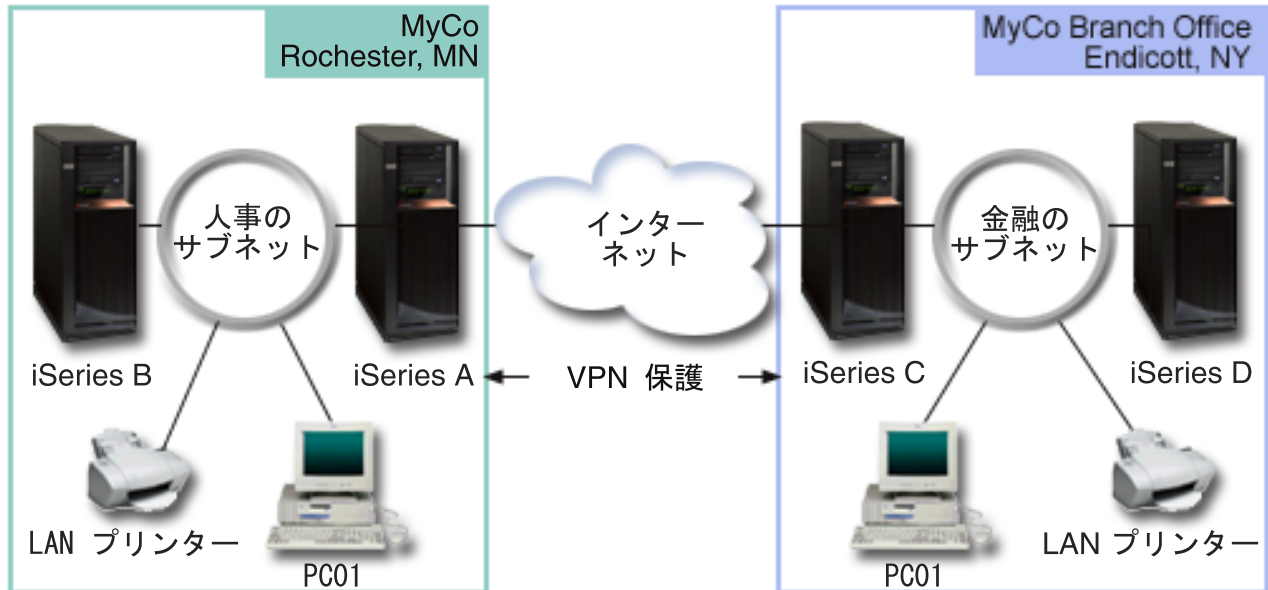 MyCo
Rochester, MN
MyCo Branch Office
Endicott, NY
人事の
サブネット
インター
ネット
金融の
サブネット
iSeries B
iSeries A
VPN 保護
iSeries C
iSeries D
LAN プリンター
PC01
PC01
LAN プリンター